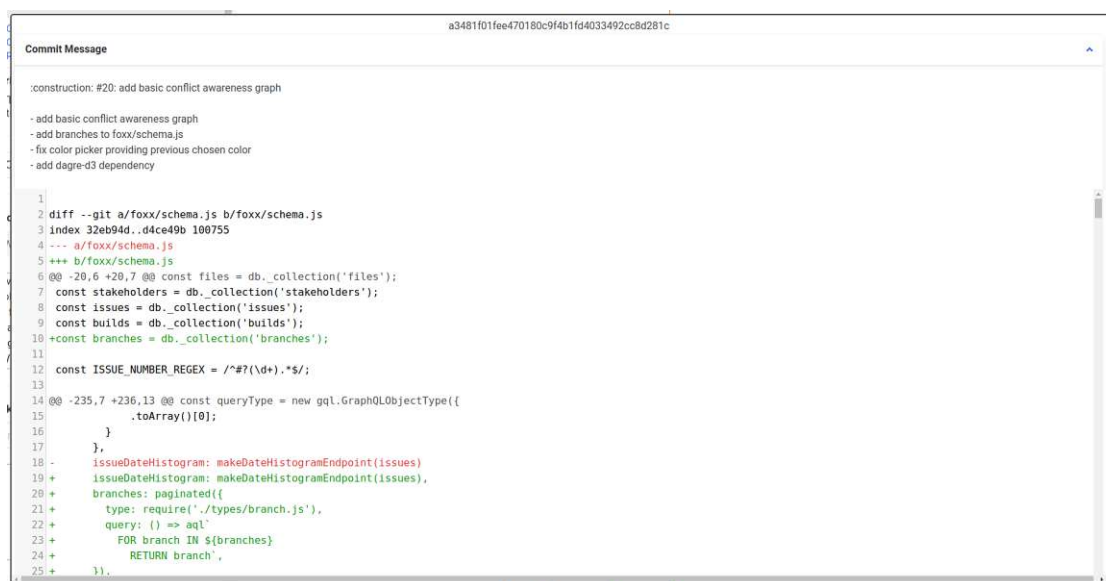 a3481f01fee470180c9f4b1fd4033492cc8d281c
Commit Message
:construction: #20: add basic conflict awareness graph
- add basic conflict awareness graph
- add branches to foxx/schema.js
- fix color picker providing previous chosen color
- add dagre-d3 dependency
1
2 diff --git a/foxx/schema.js b/foxx/schema.js
3 index 32eb94d..d4ce49b 100755
4 --- a/foxx/schema.js
5 +++ b/foxx/schema.js
6 @@ -20,6 +20,7 @@ const files = db._collection('files');
7  const stakeholders = db._collection('stakeholders');
8  const issues = db._collection('issues');
9  const builds = db._collection('builds');
10 +const branches = db._collection('branches');
11
12  const ISSUE_NUMBER_REGEX = /^#?(\d+).*$/;
13
14 @@ -235,7 +236,13 @@ const queryType = new gql.GraphQLObjectType({
15              .toArray()[0];
16          }
17        },
18 -      issueDateHistogram: makeDateHistogramEndpoint(issues)
19 +      issueDateHistogram: makeDateHistogramEndpoint(issues),
20 +      branches: paginated({
21 +        type: require('./types/branch.js'),
22 +        query: () => aql`
23 +          FOR branch IN ${branches}
24 +            RETURN branch`,
25 +      }),